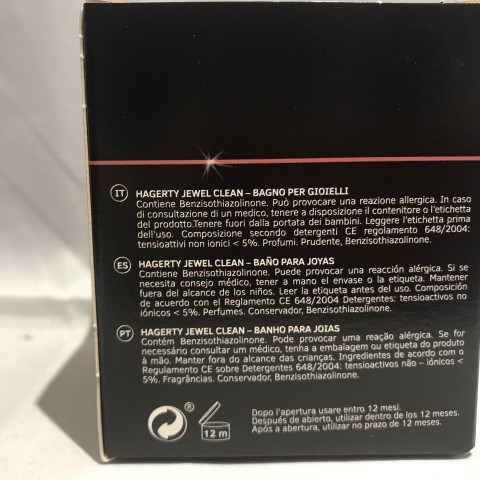 IT HAGERTY JEWEL CLEAN – BAGNO PER GIOIELLI
Contiene Benzisothiazolinone. Può provocare una reazione allergica. In caso
di consultazione di un medico, tenere a disposizione il contenitore o l'etichetta
del prodotto.Tenere fuori dalla portata dei bambini. Leggere l'etichetta prima
dell'uso. Composizione secondo detergenti CE regolamento 648/2004:
tensioattivi non ionici < 5%. Profumi. Prudente, Benzisothiazolinone.
ES HAGERTY JEWEL CLEAN – BAÑO PARA JOYAS
Contiene Benzisothiazolinone. Puede provocar una reacción alérgica. Si se
necesita consejo médico, tener a mano el envase o la etiqueta. Mantener
fuera del alcance de los niños. Leer la etiqueta antes del uso. Composición
de acuerdo con el Reglamento CE 648/2004 Detergentes: tensioactivos no
iónicos < 5%. Perfumes. Conservador, Benzisothiazolinone.
PT HAGERTY JEWEL CLEAN – BANHO PARA JOIAS
Contém Benzisothiazolinone. Pode provocar uma reação alérgica. Se for
necessário consultar um médico, tenha a embalagem ou etiqueta do produto
à mão. Manter fora do alcance das crianças. Ingredientes de acordo com o
Regulamento CE sobre Detergentes 648/2004: tensioativos não – iónicos <
5%. Fragrâncias. Conservador, Benzisothiazolinone.
®
12 m
Dopo l'apertura usare entro 12 mesi.
Después de abierto, utilizar dentro de los 12 meses.
Após a abertura, utilizar no prazo de 12 meses.